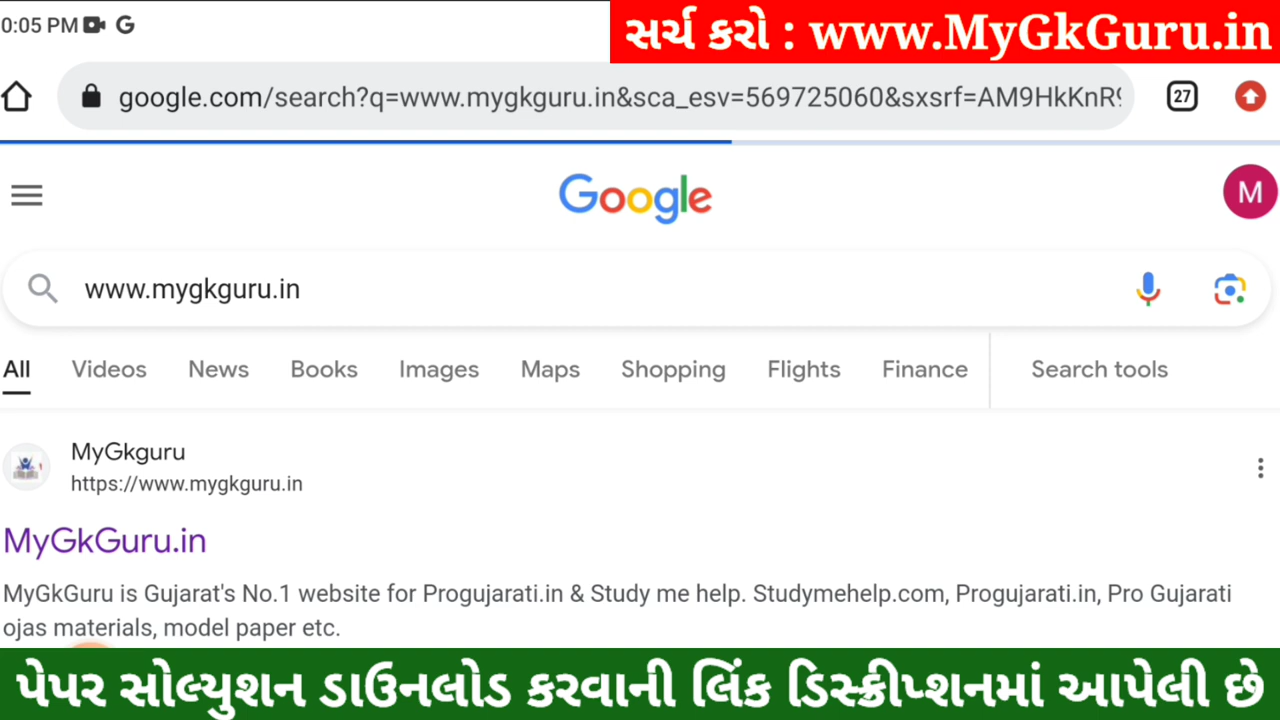 0:05 PM
સર્ચ કરો : www.MyGkGuru.in
google.com/search?q=www.mygkguru.in&sca_esv=569725060&sxsrf=AM9HkKnR9
27
Google
M
www.mygkguru.in
All Videos News Books Images Maps Shopping Flights Finance Search tools
MyGkguru
https://www.mygkguru.in
MyGkGuru.in
MyGkGuru is Gujarat's No.1 website for Progujarati.in & Study me help. Studymehelp.com, Progujarati.in, Pro Gujarati
ojas materials, model paper etc.
પેપર સોલ્યુશન ડાઉનલોડ કરવાની લિંક ડિસ્ક્રીપ્શનમાં આપેલી છે